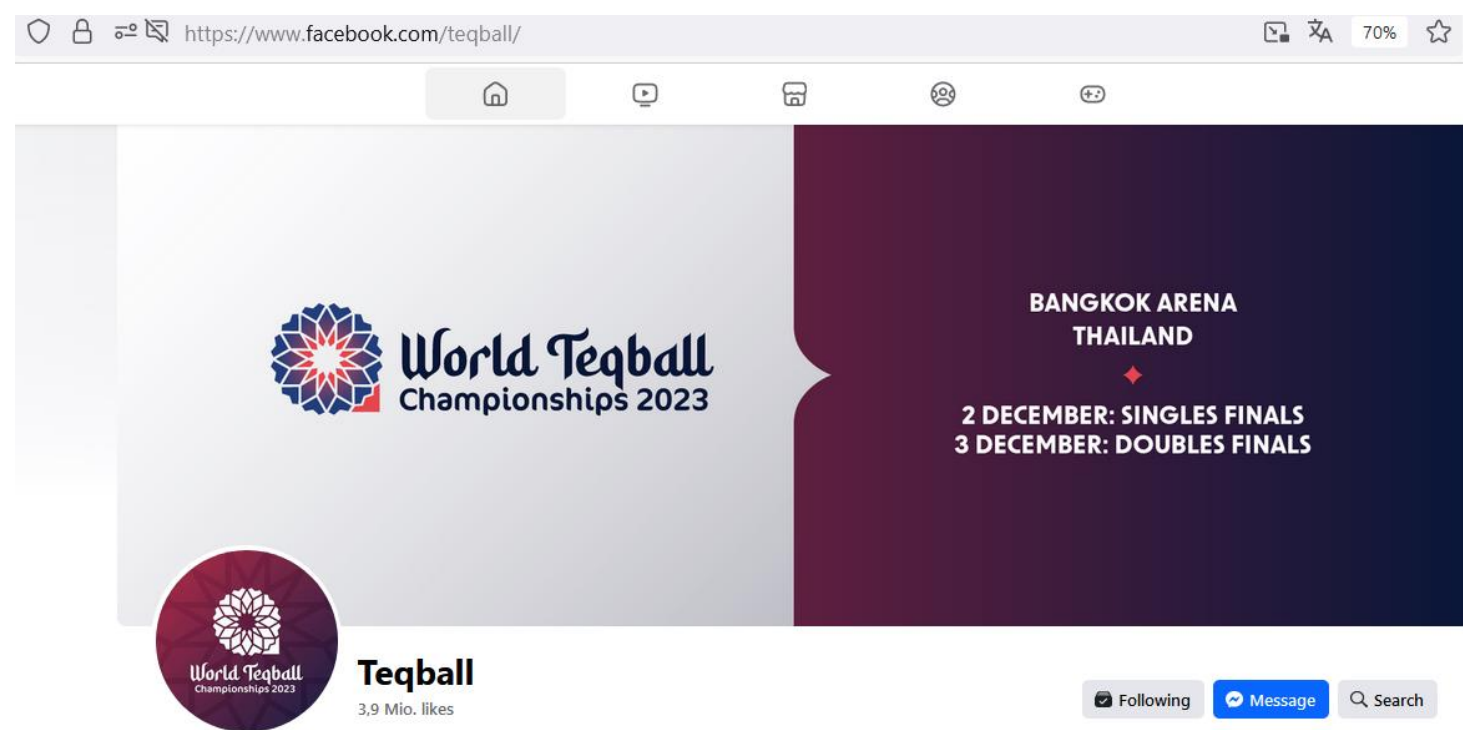 https://www.facebook.com/teqball/
70%
World Teqball
Championships 2023
BANGKOK ARENA
THAILAND
2 DECEMBER: SINGLES FINALS
3 DECEMBER: DOUBLES FINALS
World Teqball
Championships 2023
Teqball
3,9 Mio. likes
Following
Message
Search